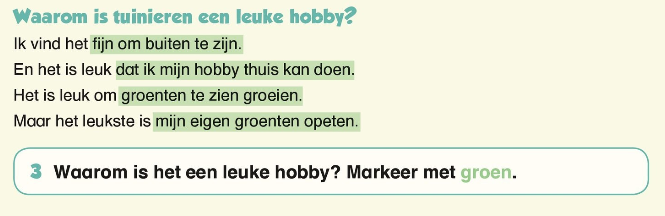 Waarom is tuinieren een leuke hobby?
Ik vind het fijn om buiten te zijn.
En het is leuk dat ik mijn hobby thuis kan doen.
Het is leuk om groenten te zien groeien.
Maar het leukste is mijn eigen groenten opeten.
3 Waarom is het een leuke hobby? Markeer met groen.